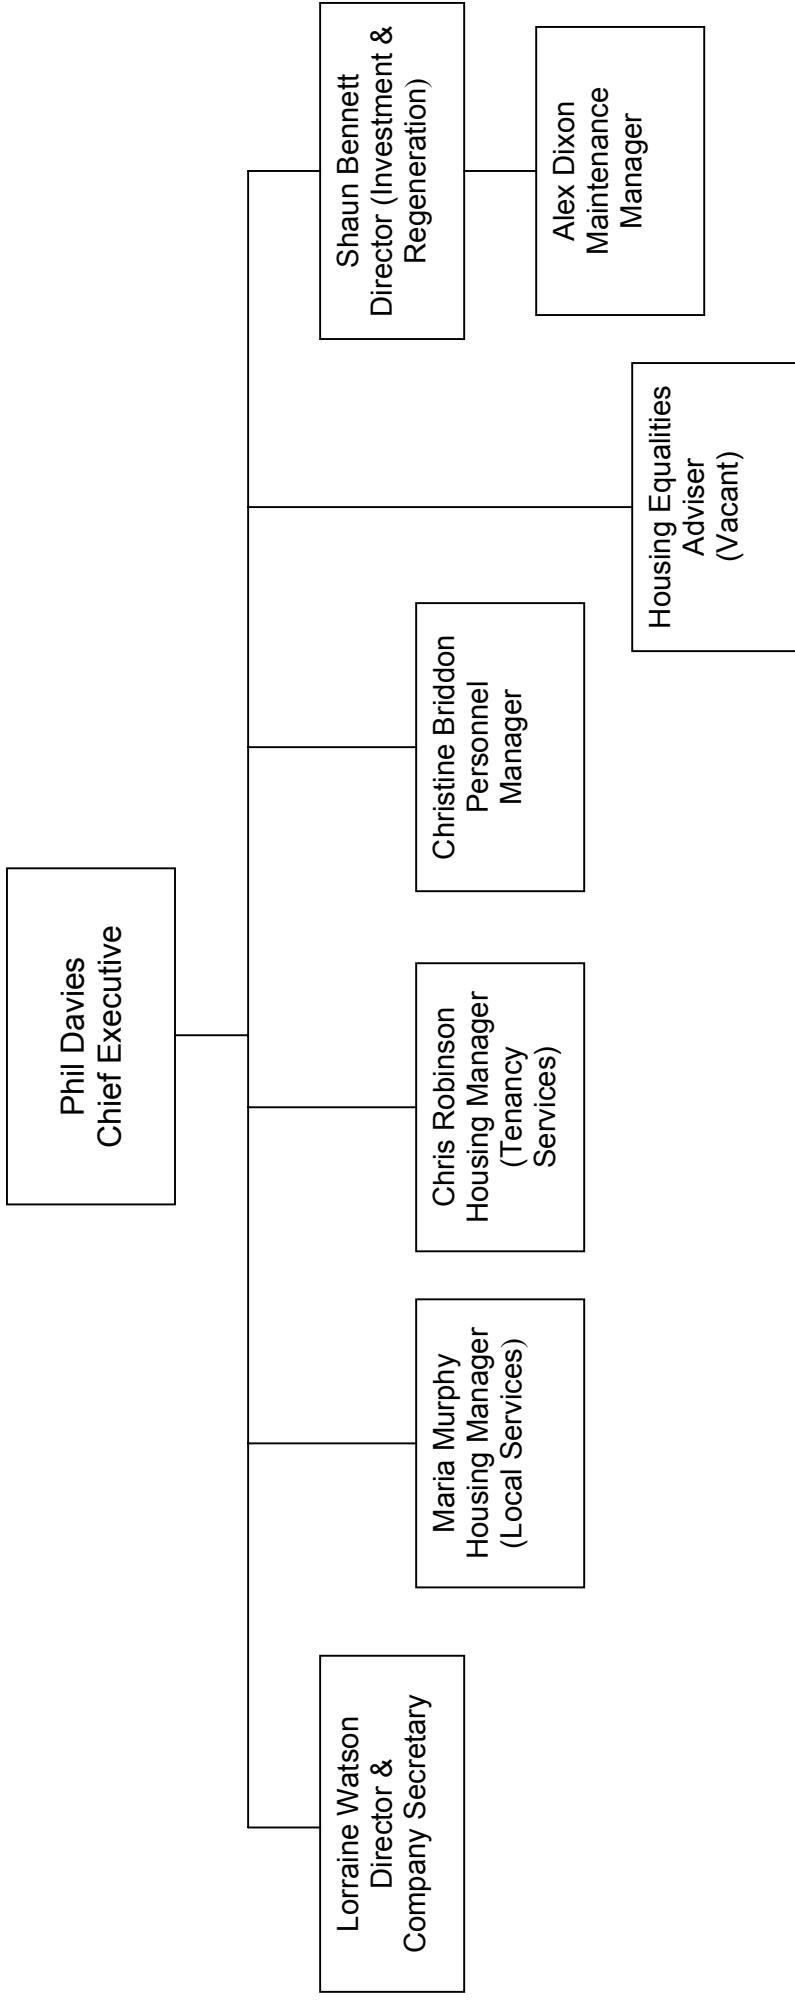 Phil Davies
Chief Executive
Lorraine Watson
Director &
Company Secretary
Maria Murphy
Housing Manager
(Local Services)
Chris Robinson
Housing Manager
(Tenancy
Services)
Christine Briddon
Personnel
Manager
Housing Equalities
Adviser
(Vacant)
Shaun Bennett
Director (Investment &
Regeneration)
Alex Dixon
Maintenance
Manager